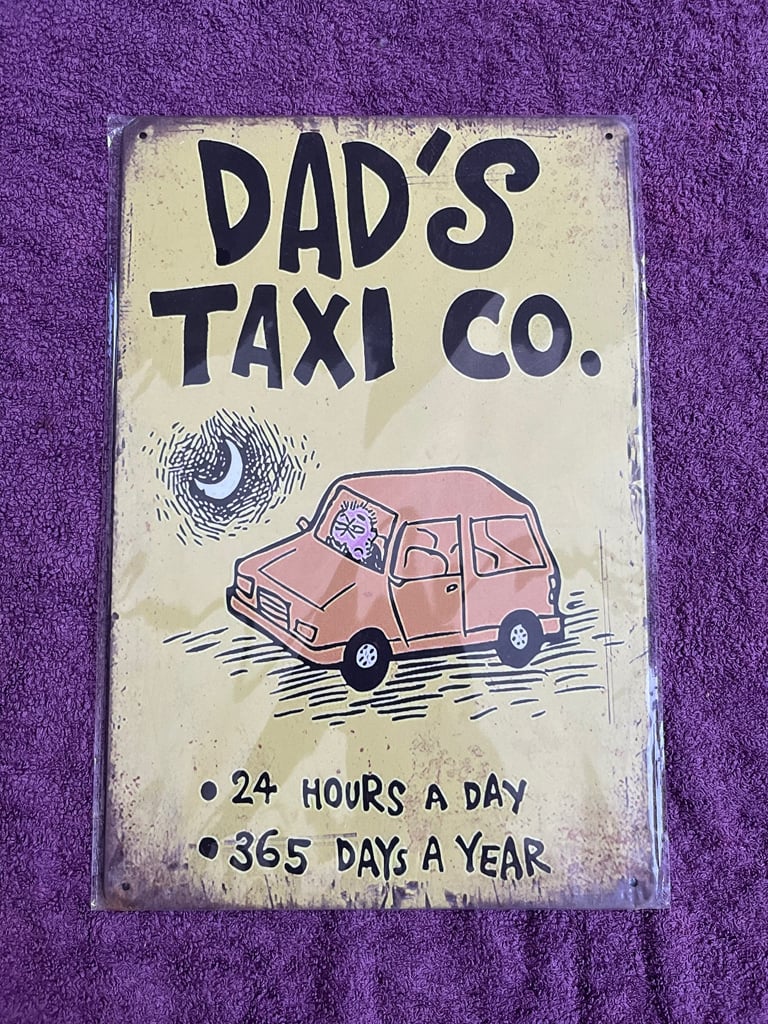 DAD'S
TAXI CO.
• 24 HOURS A DAY
• 365 DAYS A YEAR